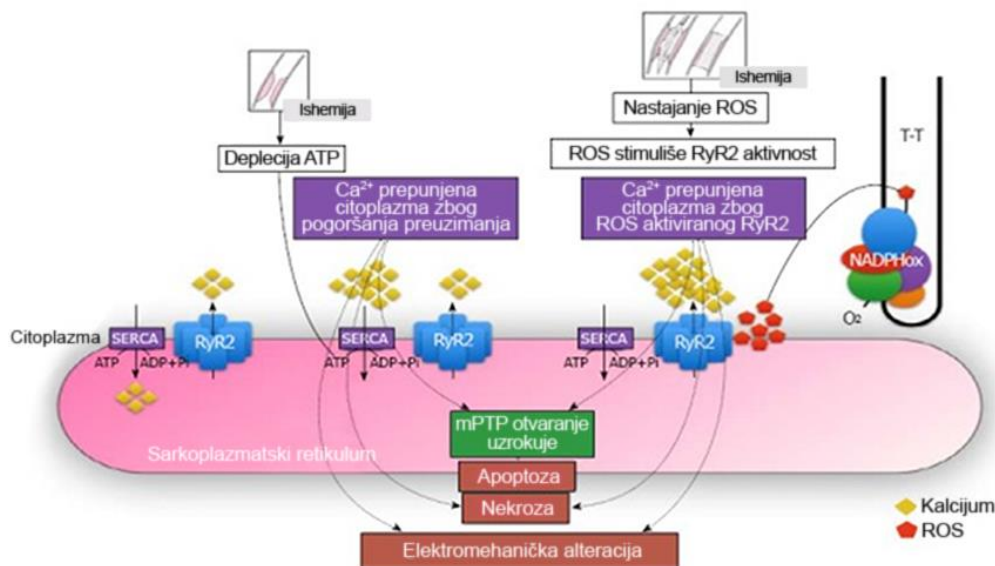 Ishemija
Deplecija ATP
Ca²⁺ prepunjena
citoplazma zbog
pogoršanja preuzimanja
Ishemija
Nastajanje ROS
ROS stimuliše RyR2 aktivnost
Ca²⁺ prepunjena
citoplazma zbog
ROS aktiviranog RyR2
T-T
NADPHox
O₂
Citoplazma
SERCA
ATP
ADP+Pi
RyR2
SERCA
ATP
ADP+Pi
RyR2
SERCA
ATP
ADP+Pi
RyR2
Sarkoplazmatski retikulum
mPTP otvaranje
uzrokuje
Apoptoza
Nekroza
Elektromehanička alteracija
Kalcijum
ROS